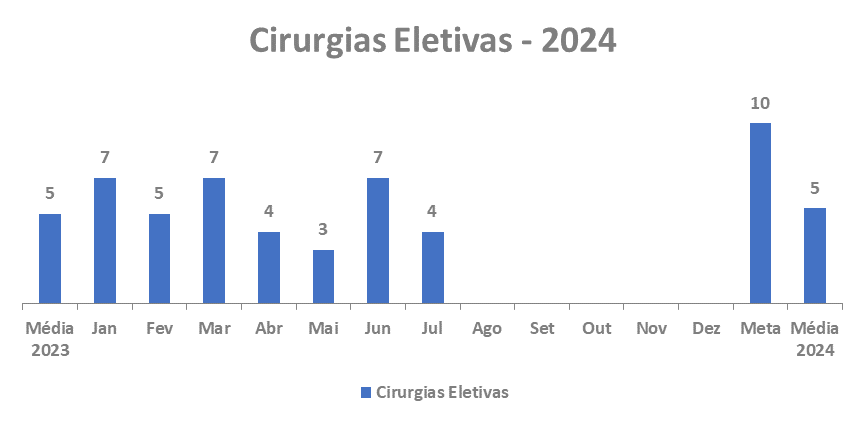 Cirurgias Eletivas - 2024
10
7
7
7
5
5
5
4
4
3
Média 2023
Jan
Fev
Mar
Abr
Mai
Jun
Jul
Ago
Set
Out
Nov
Dez
Meta
Média 2024
Cirurgias Eletivas